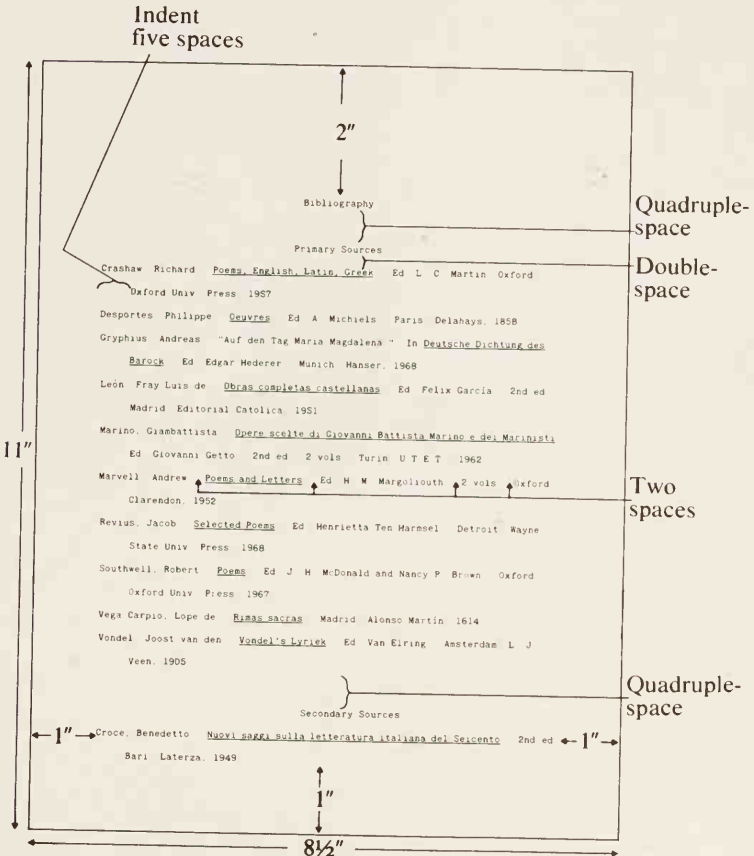 Indent
five spaces
2″
Bibliography
Quadruple-
space
Primary Sources
Double-
space
Crashaw Richard Poems, English, Latin, Greek Ed L C Martin Oxford
Oxford Univ Press 1957
Desportes Philippe Oeuvres Ed A Michiels Paris Delahays, 1858
Gryphius Andreas "Auf den Tag Maria Magdalena " In Deutsche Dichtung des
Barock Ed Edgar Hederer Munich Hanser, 1968
León Fray Luis de Obras completas castellanas Ed Felix García 2nd ed
Madrid Editorial Catolica 1951
Marino, Giambattista Opere scelte di Giovanni Battista Marino e dei Marinisti
11″
Ed Giovanni Getto 2nd ed 2 vols Turin U T E T 1962
Marvell Andrew Poems and Letters Ed H M Margoliouth 2 vols Oxford
Clarendon, 1952
Two
spaces
Revius, Jacob Selected Poems Ed Henrietta Ten Harmsel Detroit Wayne
State Univ Press 1968
Southwell, Robert Poems Ed J H McDonald and Nancy P Brown Oxford
Oxford Univ Press 1967
Vega Carpio, Lope de Rimas sacras Madrid Alonso Martín 1614
Vondel Joost van den Vondel's Lyriek Ed Van Elring Amsterdam L J
Veen, 1905
Quadruple-
space
Secondary Sources
1″ Croce, Benedetto Nuovi saggi sulla letteratura italiana del Seicento 2nd ed 1″
Bari Laterza, 1949
1″
8½″